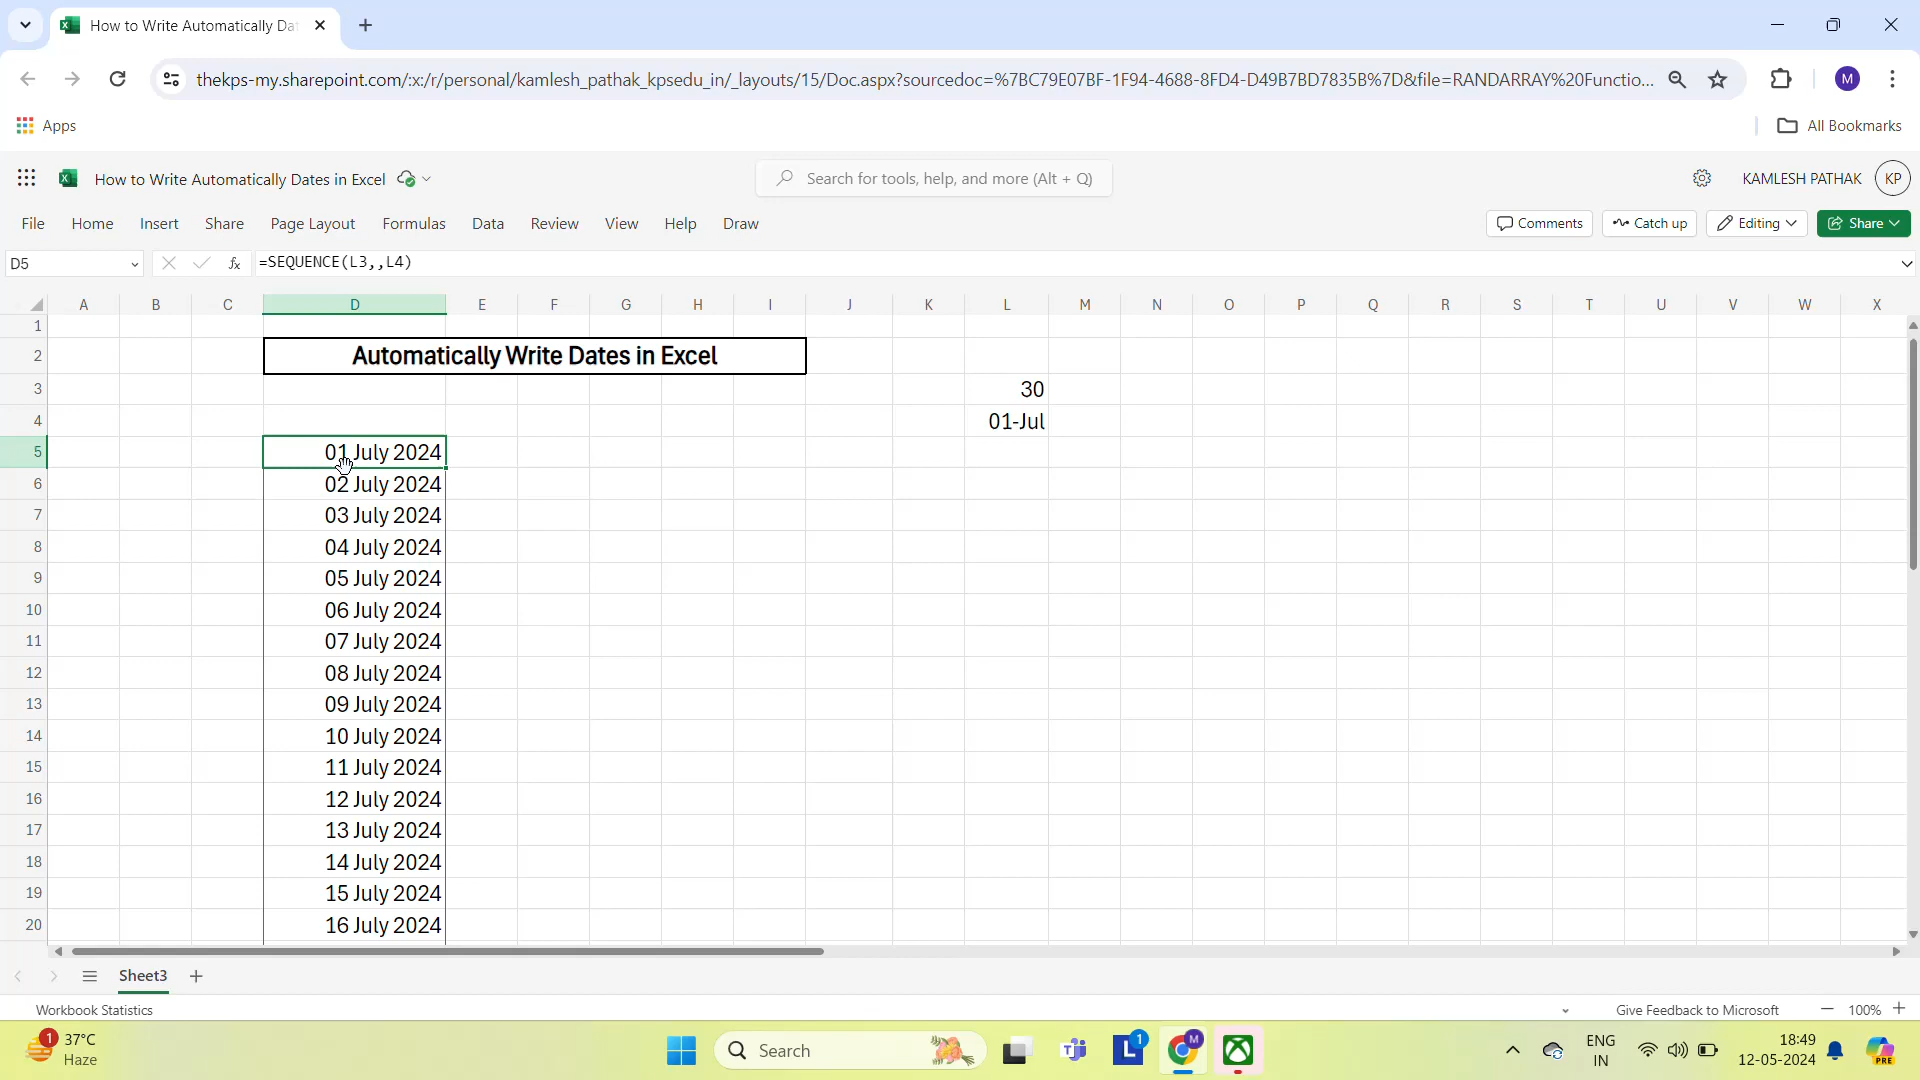 How to Write Automatically Da
thekps-my.sharepoint.com/:x:/r/personal/kamlesh_pathak_kpsedu_in/_layouts/15/Doc.aspx?sourcedoc=%7BC79E07BF-1F94-4688-8FD4-D49B7BD7835B%7D&file=RANDARRAY%20Functio...
M
Apps
All Bookmarks
How to Write Automatically Dates in Excel
Search for tools, help, and more (Alt + Q)
KAMLESH PATHAK KP
File Home Insert Share Page Layout Formulas Data Review View Help Draw
Comments Catch up Editing Share
D5 fx =SEQUENCE(L3,,L4)
A B C D E F G H I J K L M N O P Q R S T U V W X
1
2 Automatically Write Dates in Excel
3 30
4 01-Jul
5 01 July 2024
6 02 July 2024
7 03 July 2024
8 04 July 2024
9 05 July 2024
10 06 July 2024
11 07 July 2024
12 08 July 2024
13 09 July 2024
14 10 July 2024
15 11 July 2024
16 12 July 2024
17 13 July 2024
18 14 July 2024
19 15 July 2024
20 16 July 2024
Sheet3
Workbook Statistics
Give Feedback to Microsoft
100%
1
37°C
Haze
Search
L
1
M
ENG
IN
18:49
12-05-2024
PRE